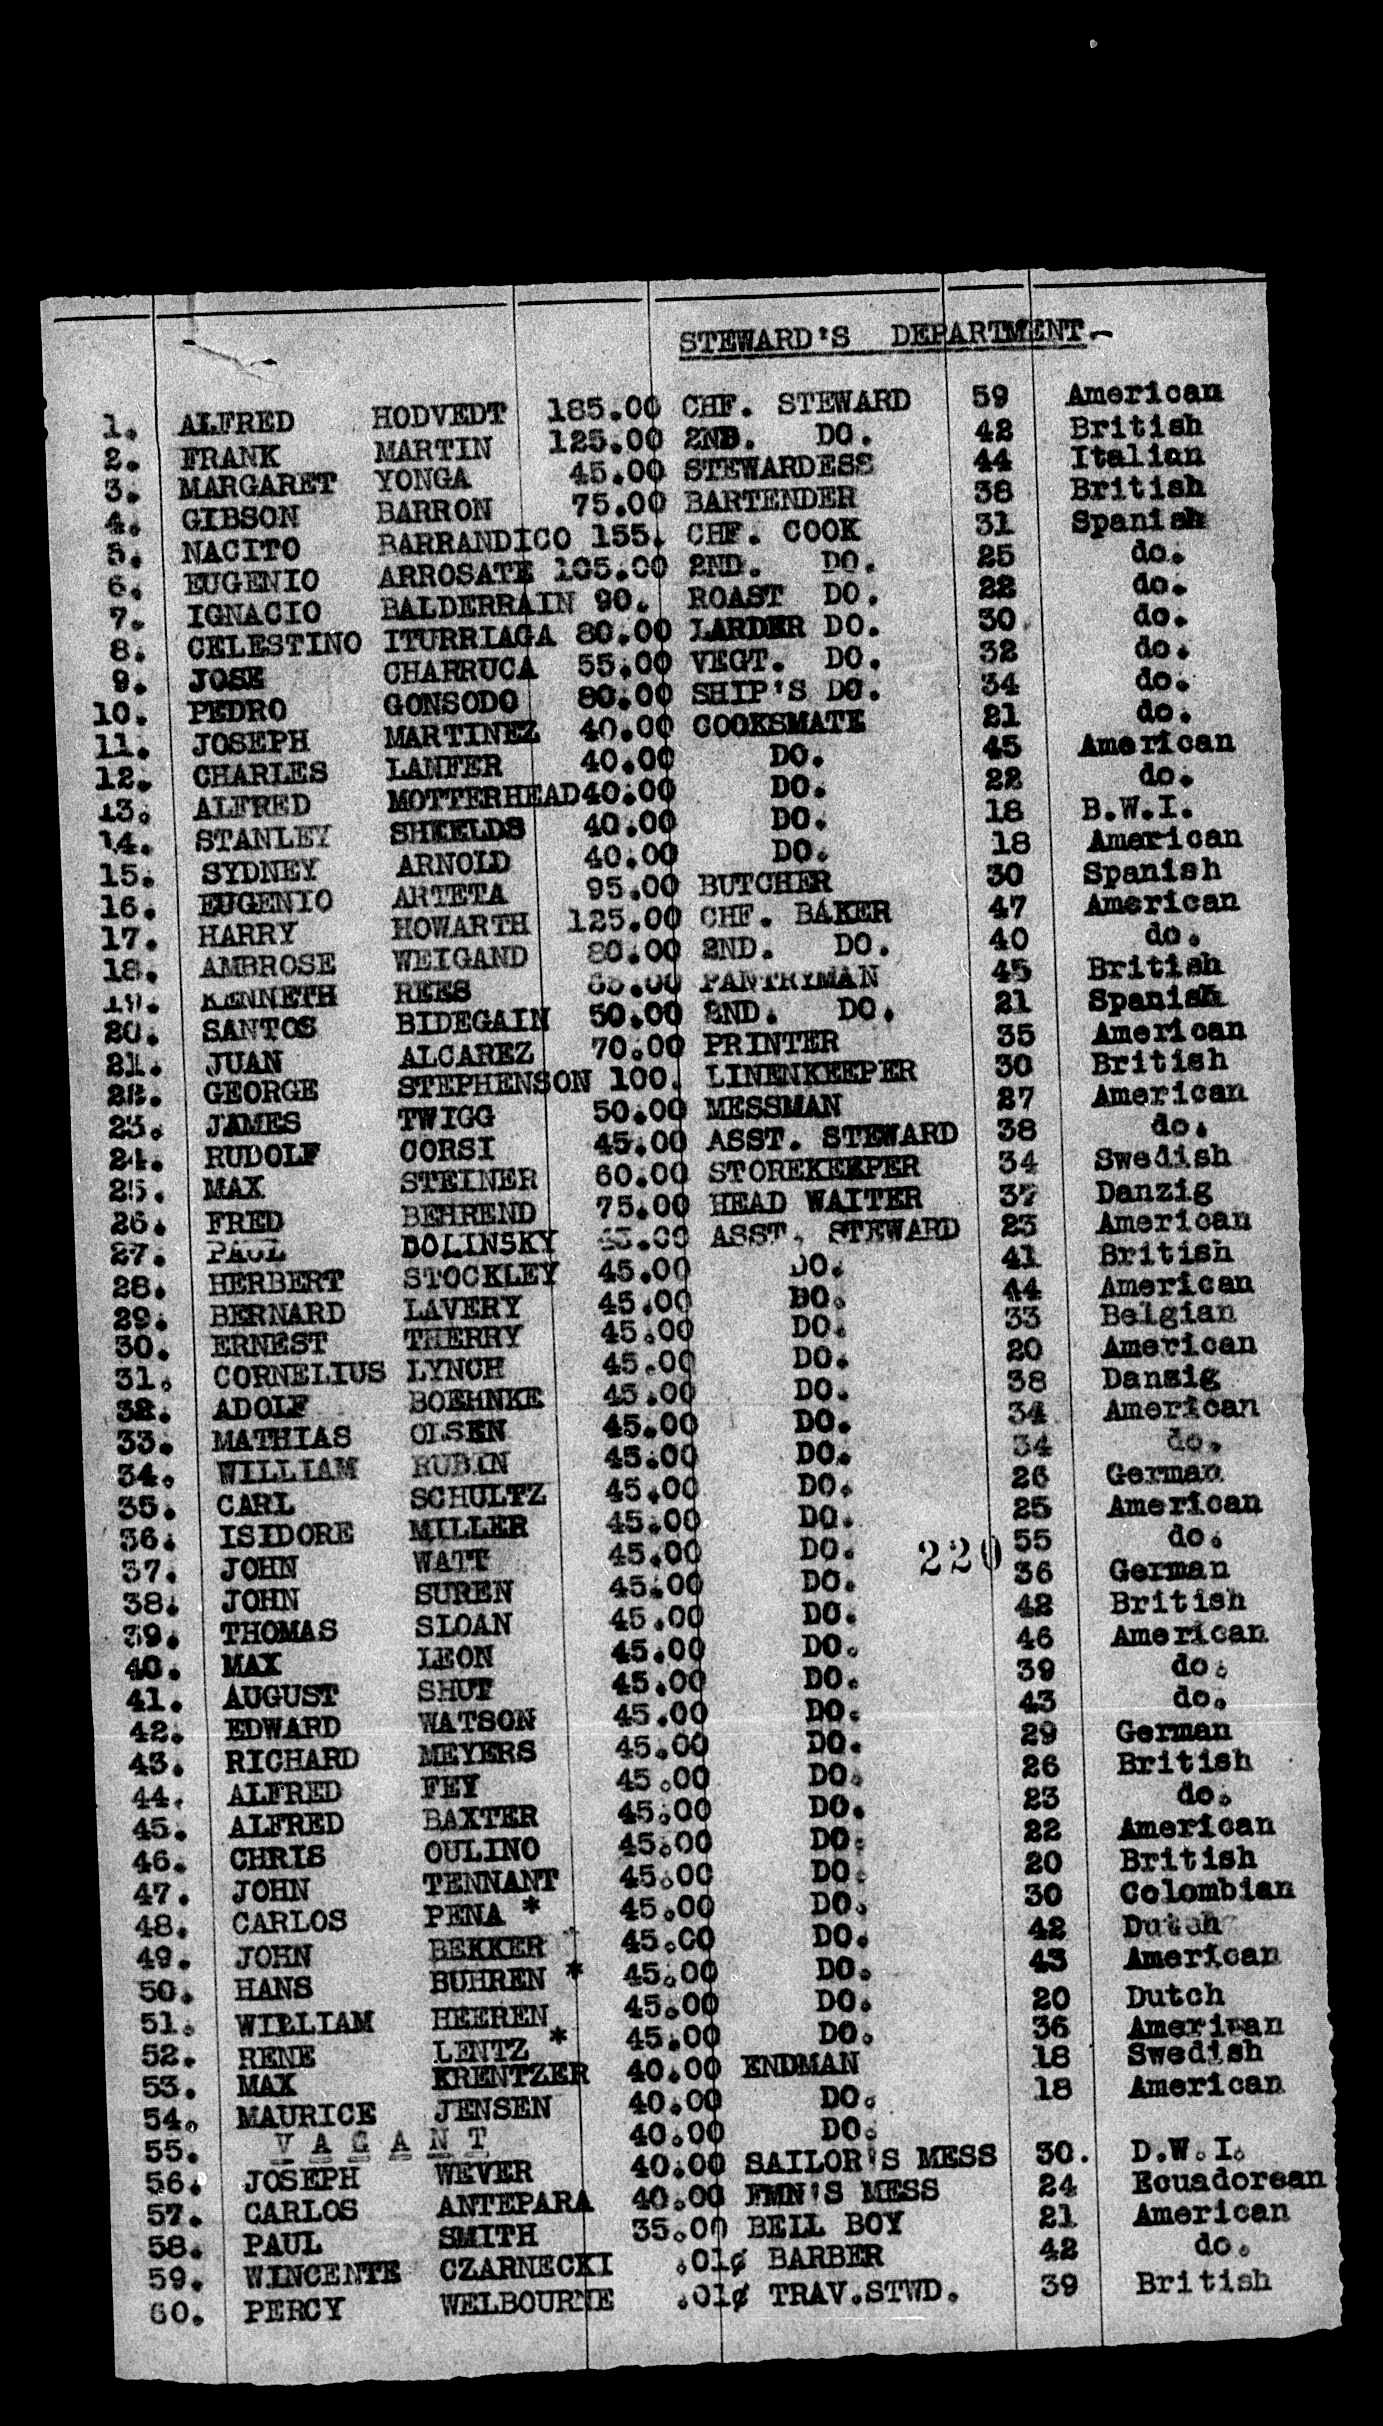 STEWARD'S DEPARTMENT-
1. ALFRED HODVEDT 185.00 CHF. STEWARD 59 American
2. FRANK MARTIN 125.00 2ND. DO. 42 British
3. MARGARET YONGA 45.00 STEWARDESS 44 Italian
4. GIBSON BARRON 75.00 BARTENDER 38 British
5. NACITO BARRANDICO 155. CHF. COOK 31 Spanish
6. EUGENIO ARROSATE 105.00 2ND. DO. 25 do.
7. IGNACIO BALDERRAIN 90. ROAST DO. 22 do.
8. CELESTINO ITURRIAGA 80.00 LARDER DO. 30 do.
9. JOSE CHARRUCA 55.00 VEGT. DO. 32 do.
10. PEDRO GONSODO 80.00 SHIP'S DO. 34 do.
11. JOSEPH MARTINEZ 40.00 COOKSMATE 21 do.
12. CHARLES LANFER 40.00 DO. 45 American
13. ALFRED MOTTERHEAD 40.00 DO. 22 do.
14. STANLEY SHEELDS 40.00 DO. 18 B.W.I.
15. SYDNEY ARNOLD 40.00 DO. 18 American
16. EUGENIO ARTETA 95.00 BUTCHER 30 Spanish
17. HARRY HOWARTH 125.00 CHF. BAKER 47 American
18. AMBROSE WEIGAND 80.00 2ND. DO. 40 do.
19. KENNETH REES PANTRYMAN 45 British
20. SANTOS BIDEGAIN 50.00 2ND. DO. 21 Spanish
21. JUAN ALCAREZ 70.00 PRINTER 35 American
22. GEORGE STEPHENSON 100. LINENKEEPER 30 British
23. JAMES TWIGG 50.00 MESSMAN 27 American
24. RUDOLF CORSI 45.00 ASST. STEWARD 38 do.
25. MAX STEINER 60.00 STOREKEEPER 34 Swedish
26. FRED BEHREND 75.00 HEAD WAITER 37 Danzig
27. PAUL DOLINSKY 45.00 ASST. STEWARD 23 American
28. HERBERT STOCKLEY 45.00 DO. 41 British
29. BERNARD LAVERY 45.00 DO. 44 American
30. ERNEST THERRY 45.00 DO. 33 Belgian
31. CORNELIUS LYNCH 45.00 DO. 20 American
32. ADOLF BOEHNKE 45.00 DO. 38 Danzig
33. MATHIAS OLSEN 45.00 DO. 34 American
34. WILLIAM RUBIN 45.00 DO. 34 do.
35. CARL SCHULTZ 45.00 DO. 26 German
36. ISIDORE MILLER 45.00 DO. 25 American
37. JOHN WATT 45.00 DO. 220 55 do.
38. JOHN SUREN 45.00 DO. 36 German
39. THOMAS SLOAN 45.00 DO. 42 British
40. MAX LEON 45.00 DO. 46 American
41. AUGUST SHUT 45.00 DO. 39 do.
42. EDWARD WATSON 45.00 DO. 43 do.
43. RICHARD MEYERS 45.00 DO. 29 German
44. ALFRED FEY 45.00 DO. 26 British
45. ALFRED BAXTER 45.00 DO. 23 do.
46. CHRIS OULINO 45.00 DO. 22 American
47. JOHN TENNANT 45.00 DO. 20 British
48. CARLOS PENA * 45.00 DO. 30 Colombian
49. JOHN BEKKER 45.00 DO. 42 Dutch
50. HANS BUHREN * 45.00 DO. 43 American
51. WILLIAM HEEREN 45.00 DO. 20 Dutch
52. RENE LENTZ * 45.00 DO. 36 American
53. MAX KRENTZER 40.00 ENDMAN 18 Swedish
54. MAURICE JENSEN 40.00 DO. 18 American
55. V A C A N T 40.00 DO.
56. JOSEPH WEVER 40.00 SAILOR'S MESS 30. D.W.I.
57. CARLOS ANTEPARA 40.00 FMN'S MESS 24 Ecuadorean
58. PAUL SMITH 35.00 BELL BOY 21 American
59. WINCENTE CZARNECKI .01¢ BARBER 42 do.
60. PERCY WELBOURNE .01¢ TRAV.STWD. 39 British